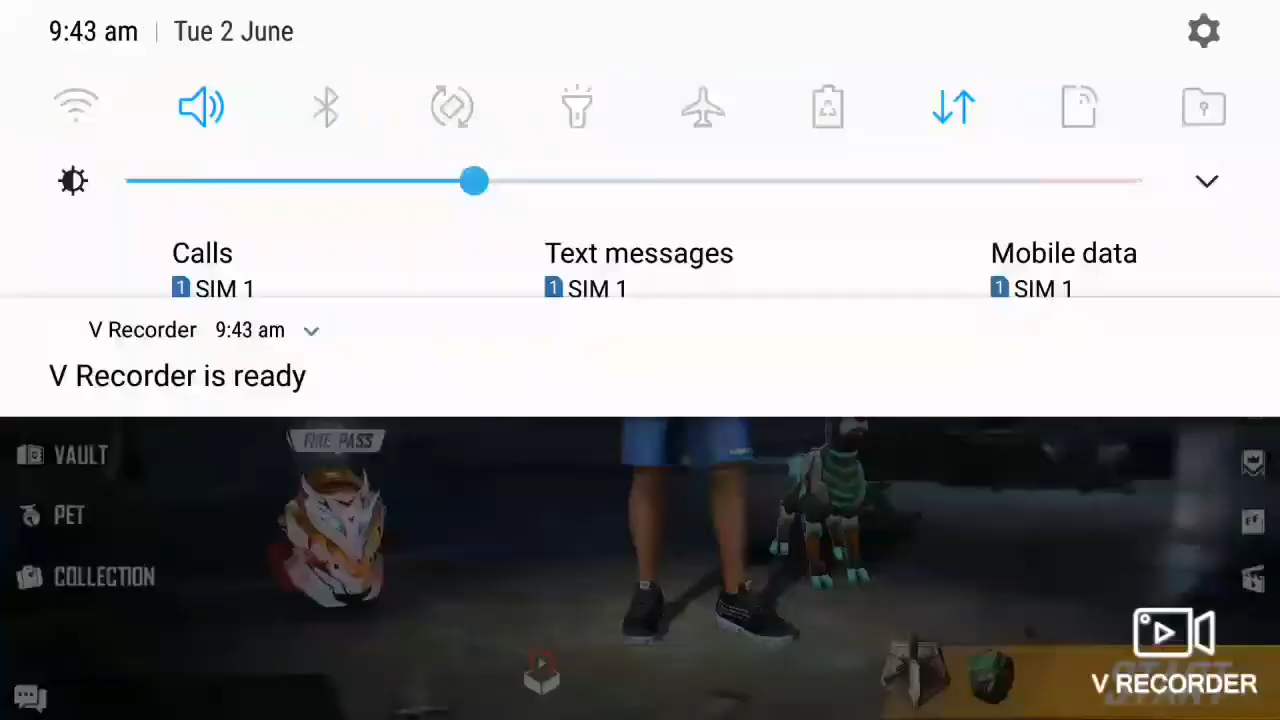 9:43 am | Tue 2 June
Calls
1 SIM 1
Text messages
1 SIM 1
Mobile data
1 SIM 1
V Recorder 9:43 am
V Recorder is ready
VAULT
FIRE PASS
PET
COLLECTION
START
V RECORDER